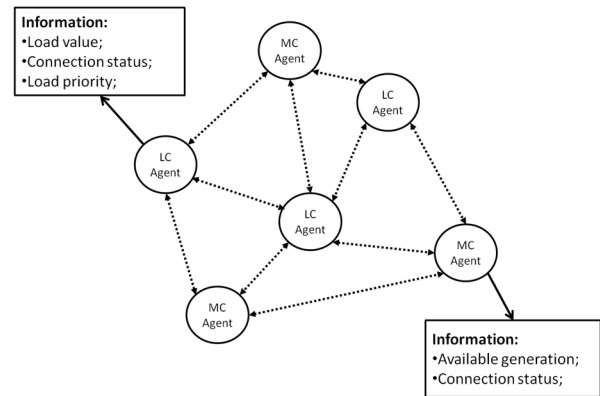 Information:
•Load value;
•Connection status;
•Load priority;
MC
Agent
LC
Agent
LC
Agent
LC
Agent
MC
Agent
MC
Agent
Information:
•Available generation;
•Connection status;